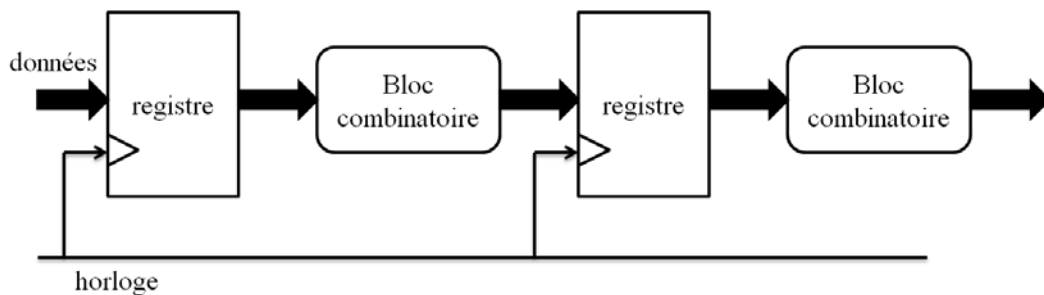 données
registre
Bloc
combinatoire
registre
Bloc
combinatoire
horloge